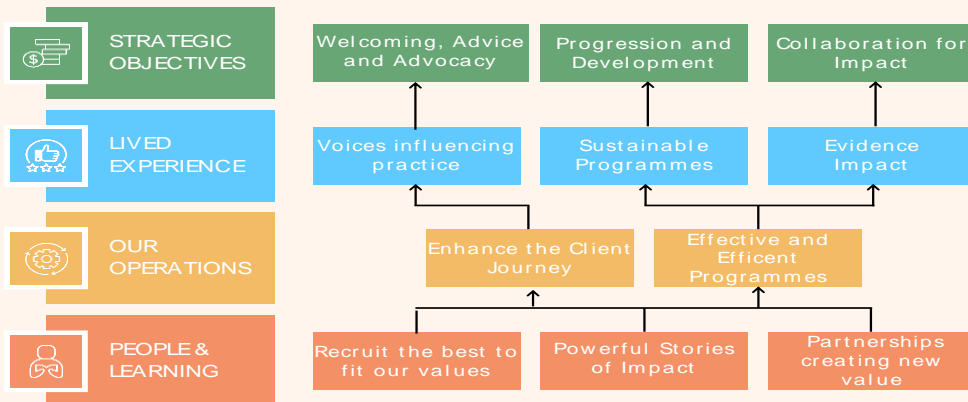 STRATEGIC
OBJECTIVES
Welcoming, Advice
and Advocacy
Progression and
Development
Collaboration for
Impact
LIVED
EXPERIENCE
Voices influencing
practice
Sustainable
Programmes
Evidence
Impact
OUR
OPERATIONS
Enhance the Client
Journey
Effective and
Efficent
Programmes
PEOPLE &
LEARNING
Recruit the best to
fit our values
Powerful Stories
of Impact
Partnerships
creating new
value